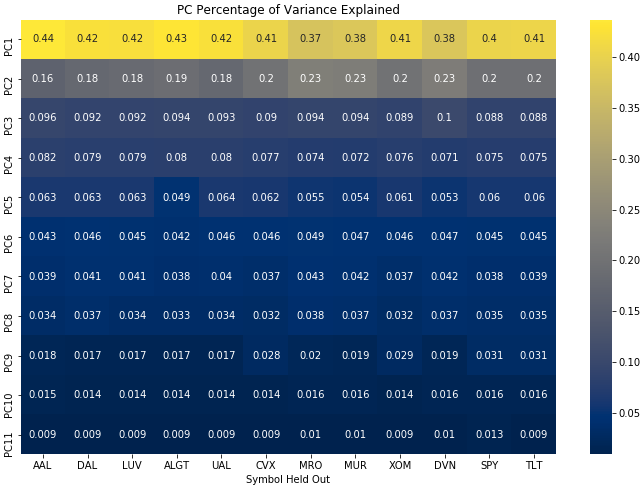 PC Percentage of Variance Explained
PC1 0.44 0.42 0.42 0.43 0.42 0.41 0.37 0.38 0.41 0.38 0.4 0.41
PC2 0.16 0.18 0.18 0.19 0.18 0.2 0.23 0.23 0.2 0.23 0.2 0.2
PC3 0.096 0.092 0.092 0.094 0.093 0.09 0.094 0.094 0.089 0.1 0.088 0.088
PC4 0.082 0.079 0.079 0.08 0.08 0.077 0.074 0.072 0.076 0.071 0.075 0.075
PC5 0.063 0.063 0.063 0.049 0.064 0.062 0.055 0.054 0.061 0.053 0.06 0.06
PC6 0.043 0.046 0.045 0.042 0.046 0.046 0.049 0.047 0.046 0.047 0.045 0.045
PC7 0.039 0.041 0.041 0.038 0.04 0.037 0.043 0.042 0.037 0.042 0.038 0.039
PC8 0.034 0.037 0.034 0.033 0.034 0.032 0.038 0.037 0.032 0.037 0.035 0.035
PC9 0.018 0.017 0.017 0.017 0.017 0.028 0.02 0.019 0.029 0.019 0.031 0.031
PC10 0.015 0.014 0.014 0.014 0.014 0.014 0.016 0.016 0.014 0.016 0.016 0.016
PC11 0.009 0.009 0.009 0.009 0.009 0.009 0.01 0.01 0.009 0.01 0.013 0.009
AAL DAL LUV ALGT UAL CVX MRO MUR XOM DVN SPY TLT
Symbol Held Out
0.40
0.35
0.30
0.25
0.20
0.15
0.10
0.05